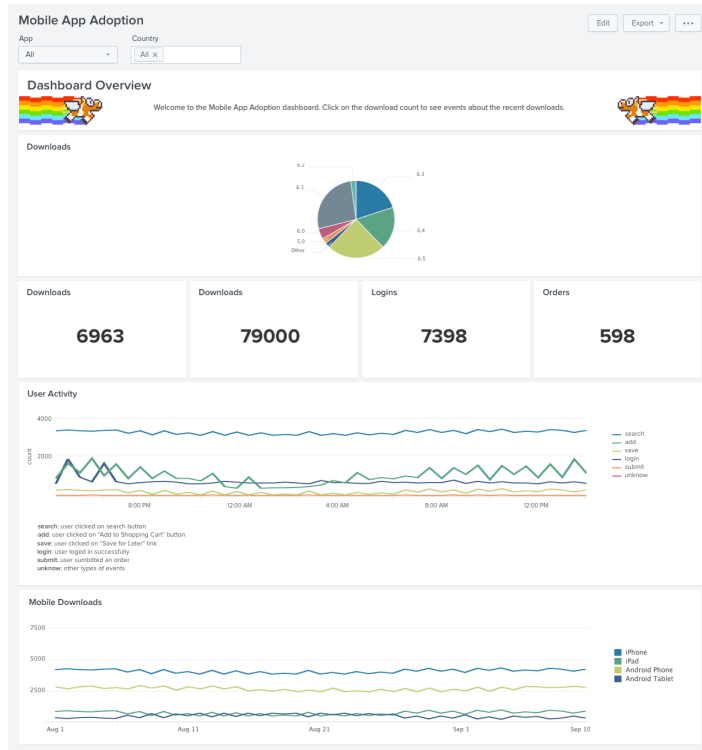 Mobile App Adoption
Edit
Export
App
Country
All
All ×
Dashboard Overview
Welcome to the Mobile App Adoption dashboard. Click on the download count to see events about the recent downloads.
Downloads
6.2
6.3
6.1
6.0
6.4
5.0
Other
6.5
Downloads
6963
Downloads
79000
Logins
7398
Orders
598
User Activity
4000
2000
count
8:00 PM
12:00 AM
4:00 AM
8:00 AM
12:00 PM
search
add
save
login
submit
unknow
search: user clicked on search button
add: user clicked on "Add to Shopping Cart" button
save: user clicked on "Save for Later" link
login: user loged in successfully
submit: user sumbitted an order
unknow: other types of events
Mobile Downloads
7500
5000
2500
Aug 1
Aug 11
Aug 21
Sep 1
Sep 10
iPhone
iPad
Android Phone
Android Tablet